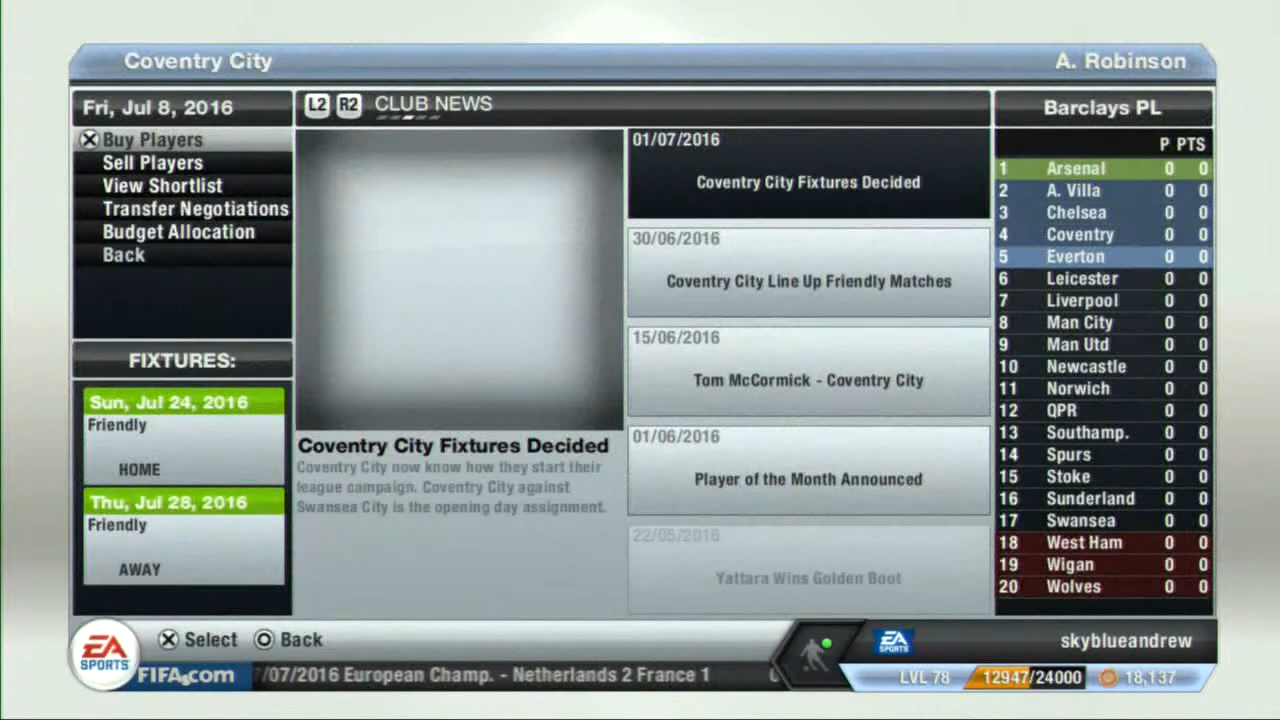 Coventry City
A. Robinson
Fri, Jul 8, 2016
Buy Players
Sell Players
View Shortlist
Transfer Negotiations
Budget Allocation
Back
FIXTURES:
Sun, Jul 24, 2016
Friendly
HOME
Thu, Jul 28, 2016
Friendly
AWAY
L2 R2 CLUB NEWS
Coventry City Fixtures Decided
Coventry City now know how they start their
league campaign. Coventry City against
Swansea City is the opening day assignment.
01/07/2016
Coventry City Fixtures Decided
30/06/2016
Coventry City Line Up Friendly Matches
15/06/2016
Tom McCormick - Coventry City
01/06/2016
Player of the Month Announced
22/05/2016
Yattara Wins Golden Boot
Barclays PL
P PTS
1 Arsenal 0 0
2 A. Villa 0 0
3 Chelsea 0 0
4 Coventry 0 0
5 Everton 0 0
6 Leicester 0 0
7 Liverpool 0 0
8 Man City 0 0
9 Man Utd 0 0
10 Newcastle 0 0
11 Norwich 0 0
12 QPR 0 0
13 Southamp. 0 0
14 Spurs 0 0
15 Stoke 0 0
16 Sunderland 0 0
17 Swansea 0 0
18 West Ham 0 0
19 Wigan 0 0
20 Wolves 0 0
EA SPORTS
Select Back
FIFA.com
/07/2016 European Champ. - Netherlands 2 France 1
EA SPORTS
skyblueandrew
LVL 78 12947/24000 18,137